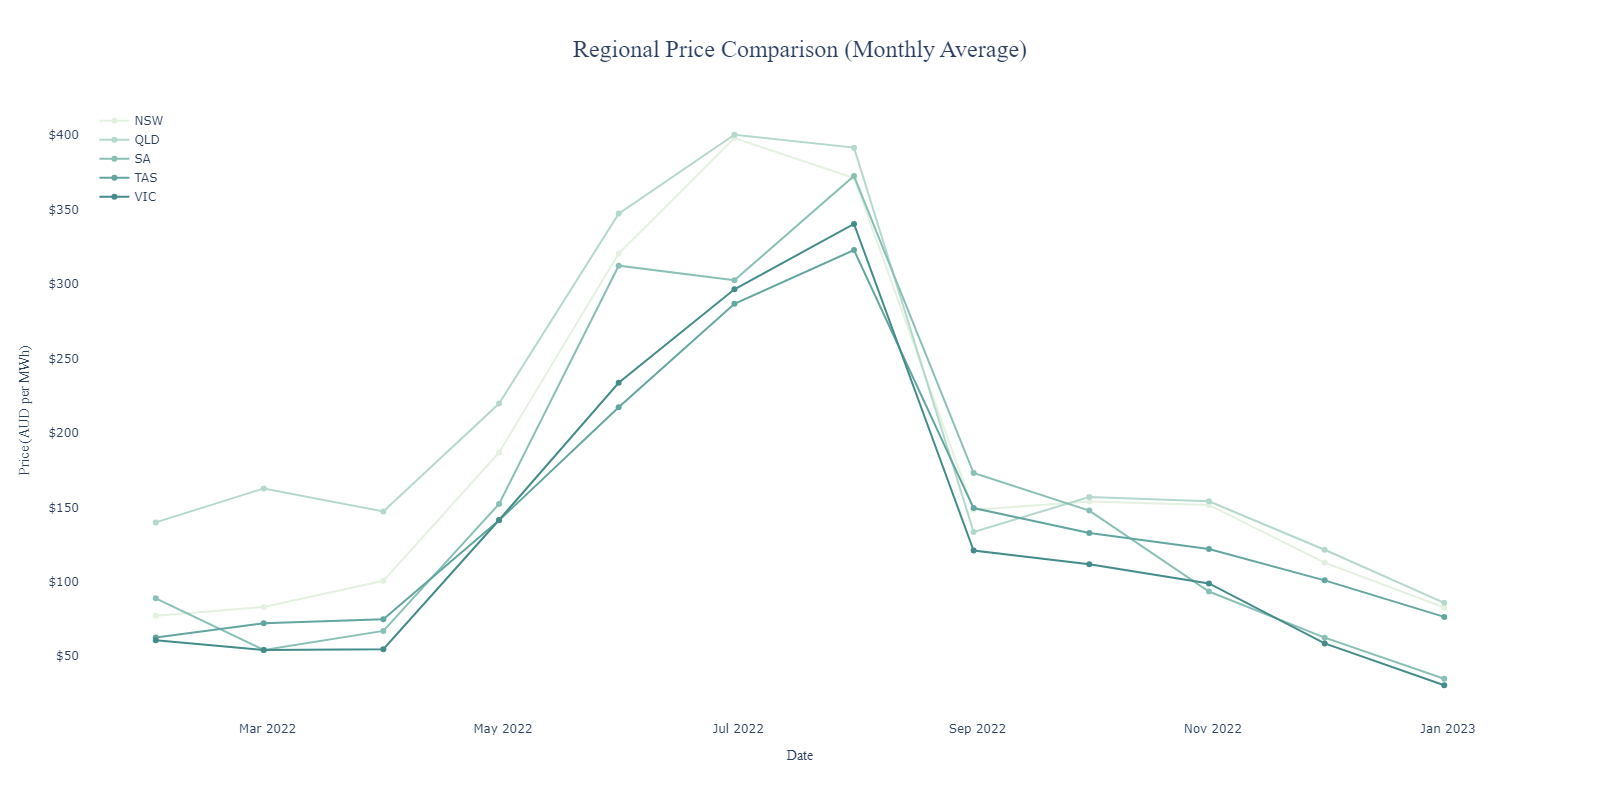 Regional Price Comparison (Monthly Average)
NSW
QLD
SA
TAS
VIC
$400
$350
$300
$250
$200
$150
$100
$50
Price (AUD per MWh)
Mar 2022
May 2022
Jul 2022
Sep 2022
Nov 2022
Jan 2023
Date